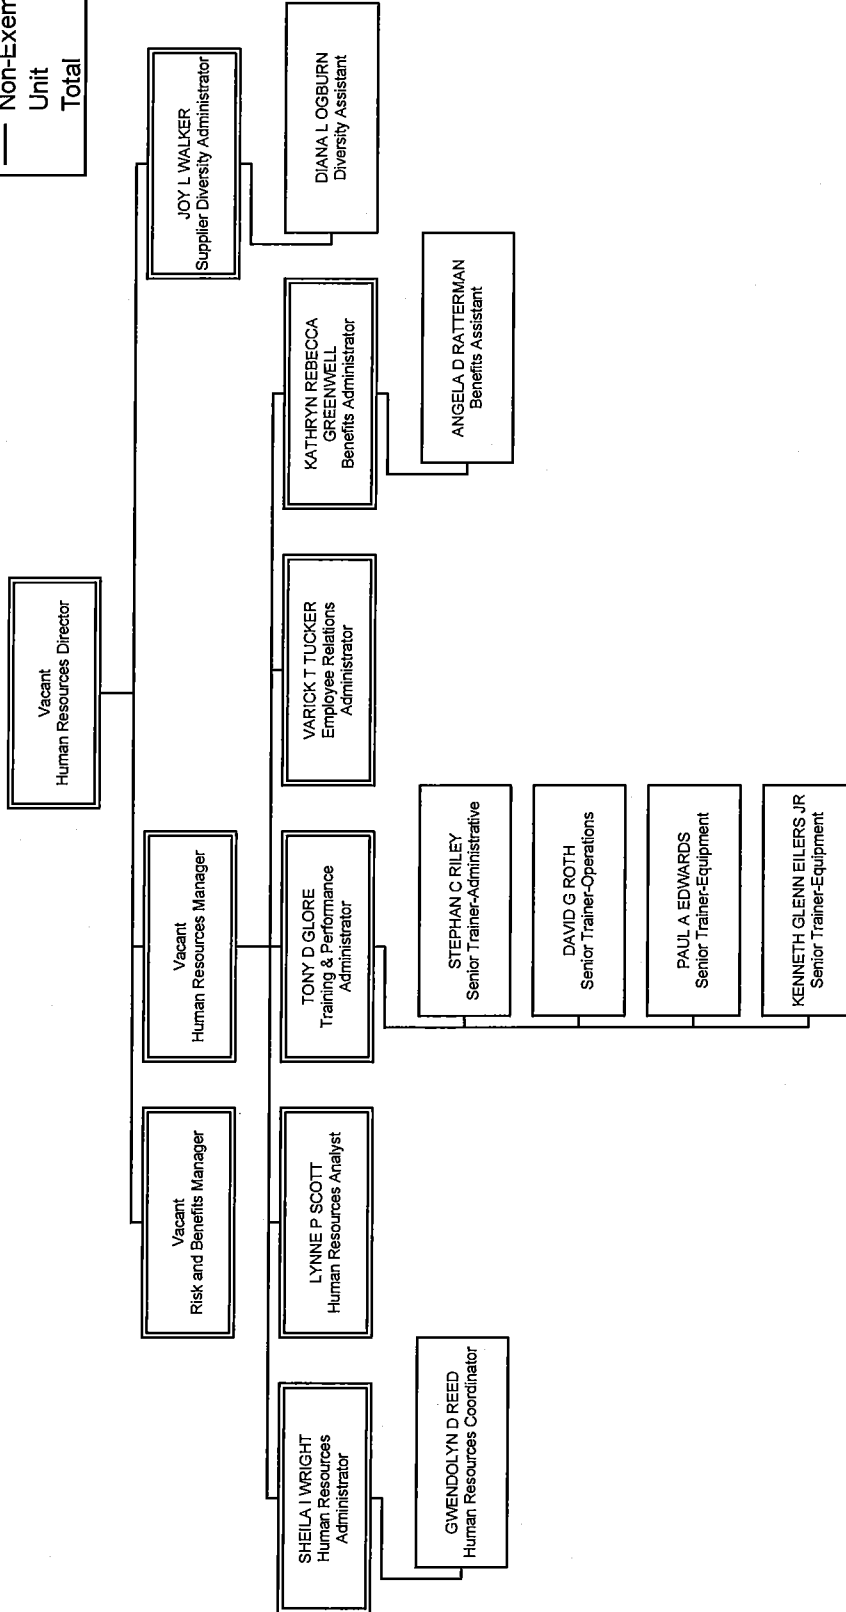 Non-Exem
Unit
Total
Vacant
Human Resources Director
Vacant
Risk and Benefits Manager
Vacant
Human Resources Manager
JOY L WALKER
Supplier Diversity Administrator
SHEILA I WRIGHT
Human Resources
Administrator
LYNNE P SCOTT
Human Resources Analyst
TONY D GLORE
Training & Performance
Administrator
VARICK T TUCKER
Employee Relations
Administrator
KATHRYN REBECCA
GREENWELL
Benefits Administrator
DIANA L OGBURN
Diversity Assistant
GWENDOLYN D REED
Human Resources Coordinator
STEPHAN C RILEY
Senior Trainer-Administrative
ANGELA D RATTERMAN
Benefits Assistant
DAVID G ROTH
Senior Trainer-Operations
PAUL A EDWARDS
Senior Trainer-Equipment
KENNETH GLENN EILERS JR
Senior Trainer-Equipment